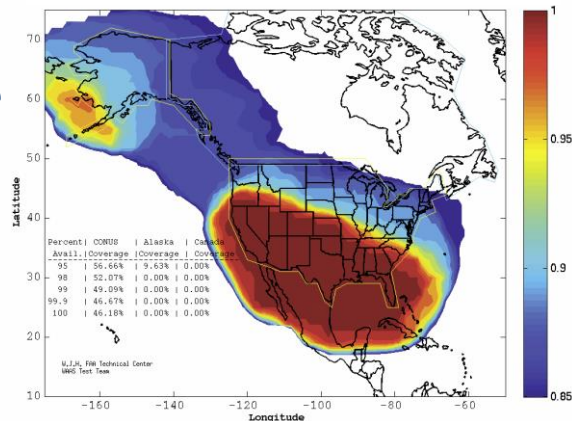 75
70
60
50
40
30
20
10
Latitude
Percent| CONUS | Alaska | Canada
Avail.|Coverage |Coverage | Coverage
95 | 56.66% | 9.63% | 0.00%
98 | 52.07% | 0.00% | 0.00%
99 | 49.09% | 0.00% | 0.00%
99.9 | 46.67% | 0.00% | 0.00%
100 | 46.18% | 0.00% | 0.00%
W.J.H. FAA Technical Center
WAAS Test Team
-160 -140 -120 -100 -80 -60
Longitude
1
0.95
0.9
0.85